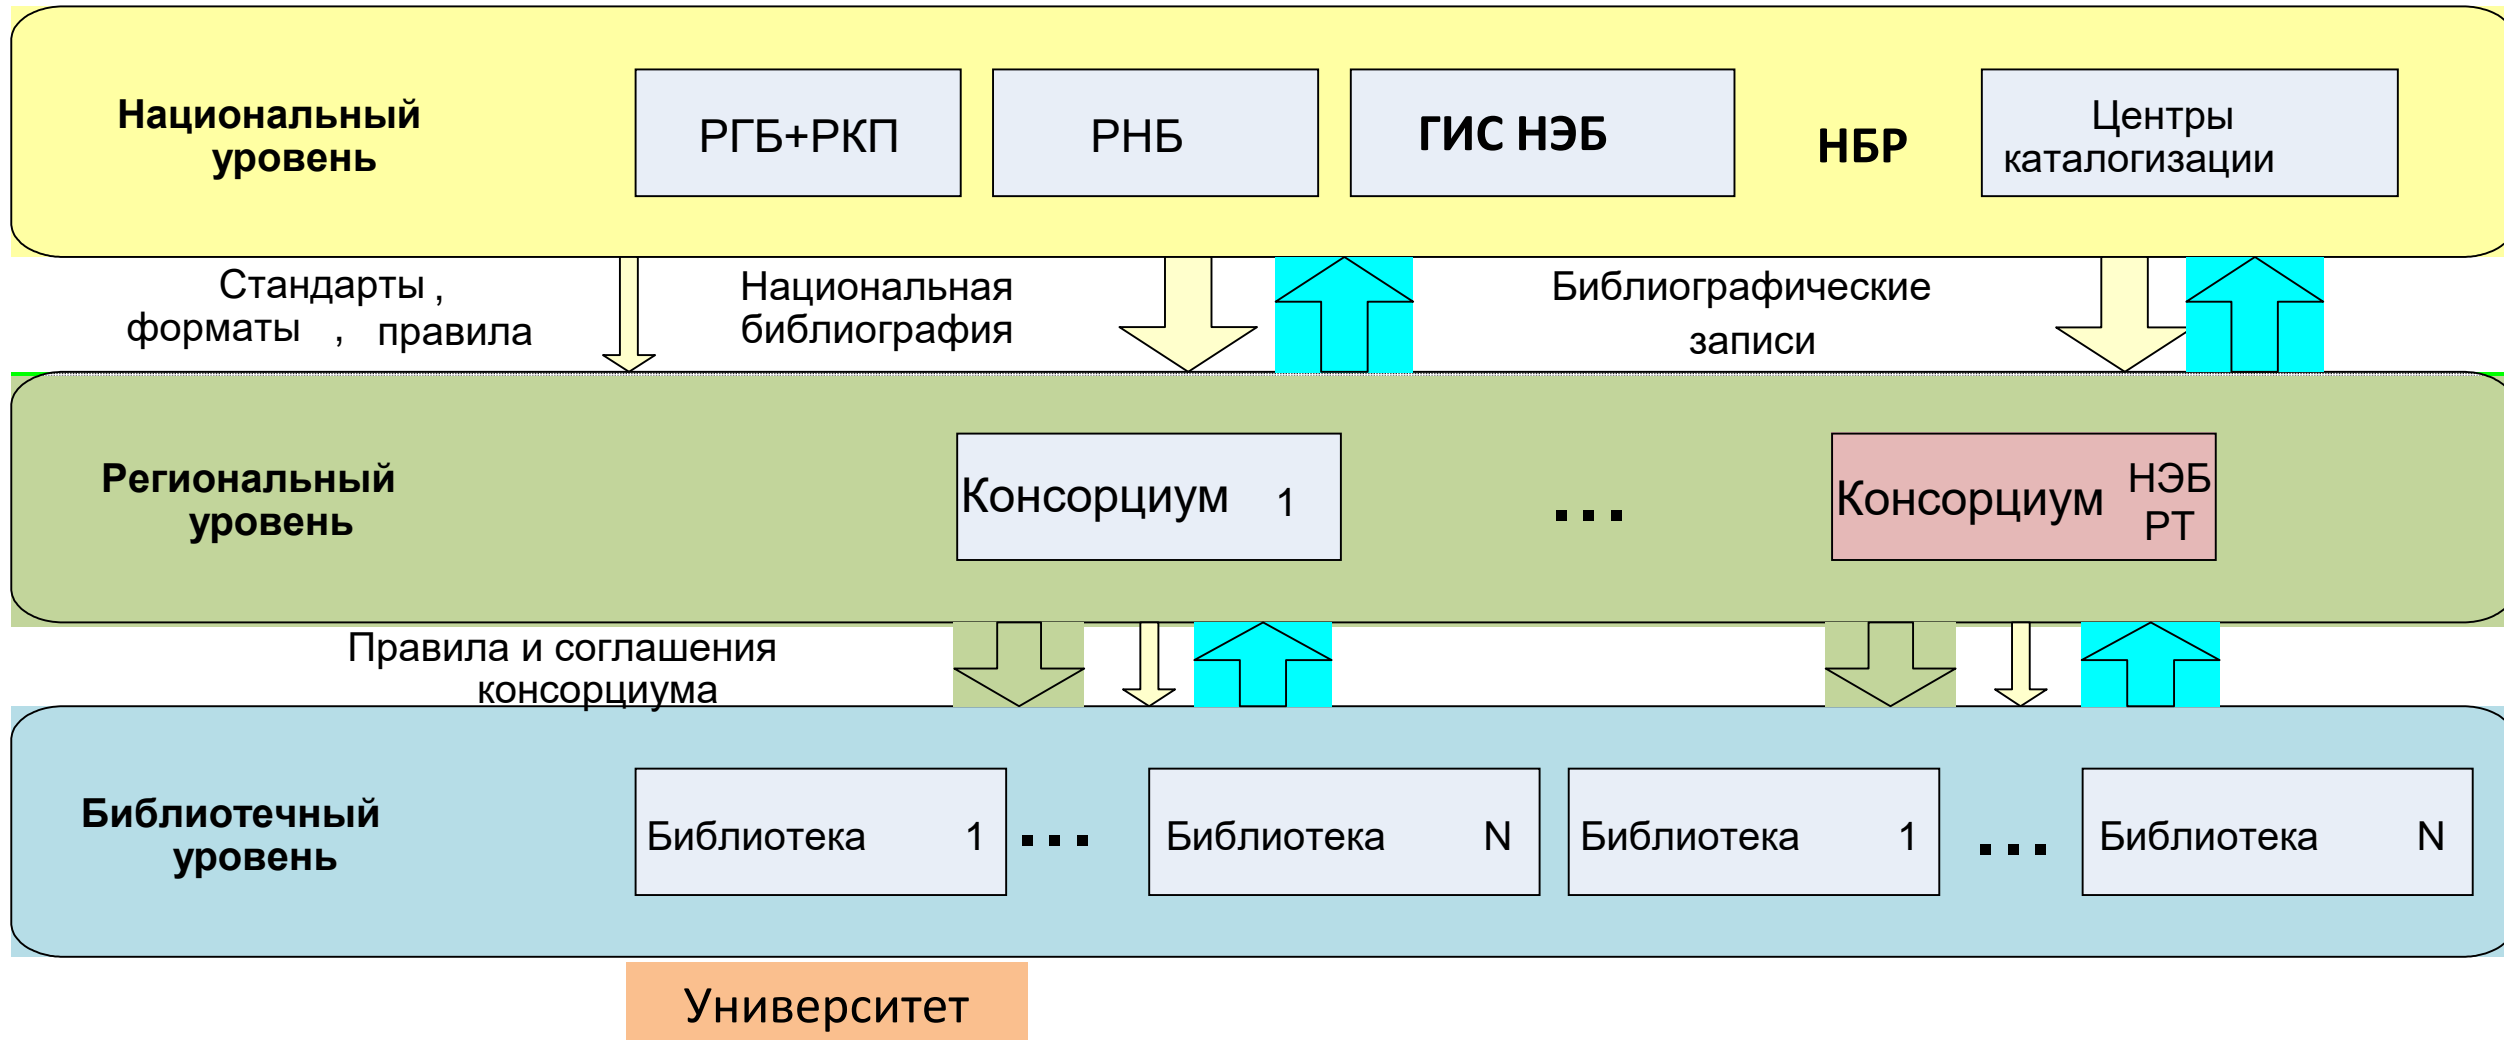 Национальный
уровень
РГБ+РКП
РНБ
ГИС НЭБ
НБР
Центры
каталогизации
Стандарты ,
форматы , правила
Национальная
библиография
Библиографические
записи
Региональный
уровень
Консорциум 1
...
Консорциум НЭБ
РТ
Правила и соглашения
консорциума
Библиотечный
уровень
Библиотека 1
...
Библиотека N
Библиотека 1
...
Библиотека N
Университет